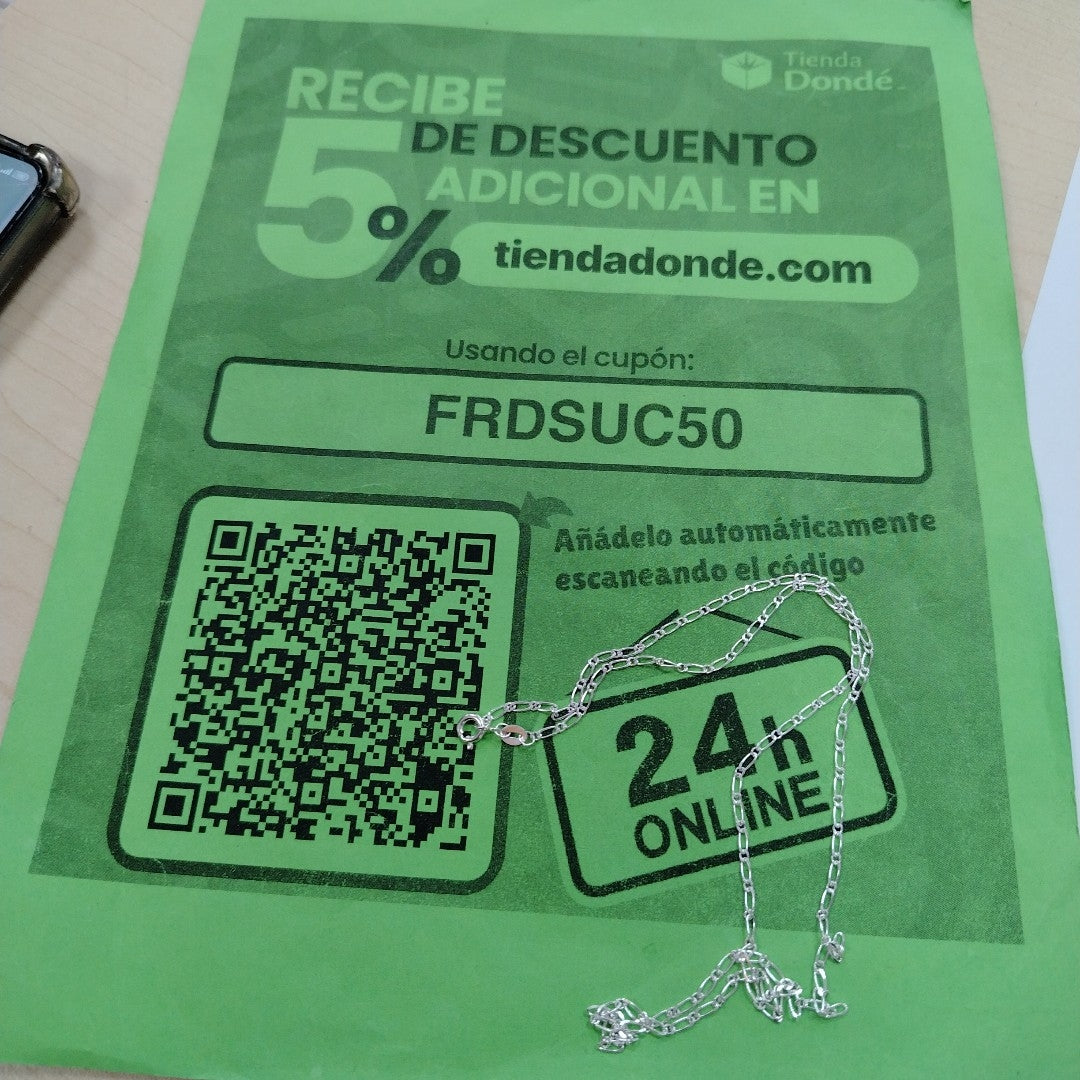 Tienda
Dondé
RECIBE
5%
DE DESCUENTO
ADICIONAL EN
tiendadonde.com
Usando el cupón:
FRDSUC50
Añádelo automáticamente
escaneando el código
24h
ONLINE